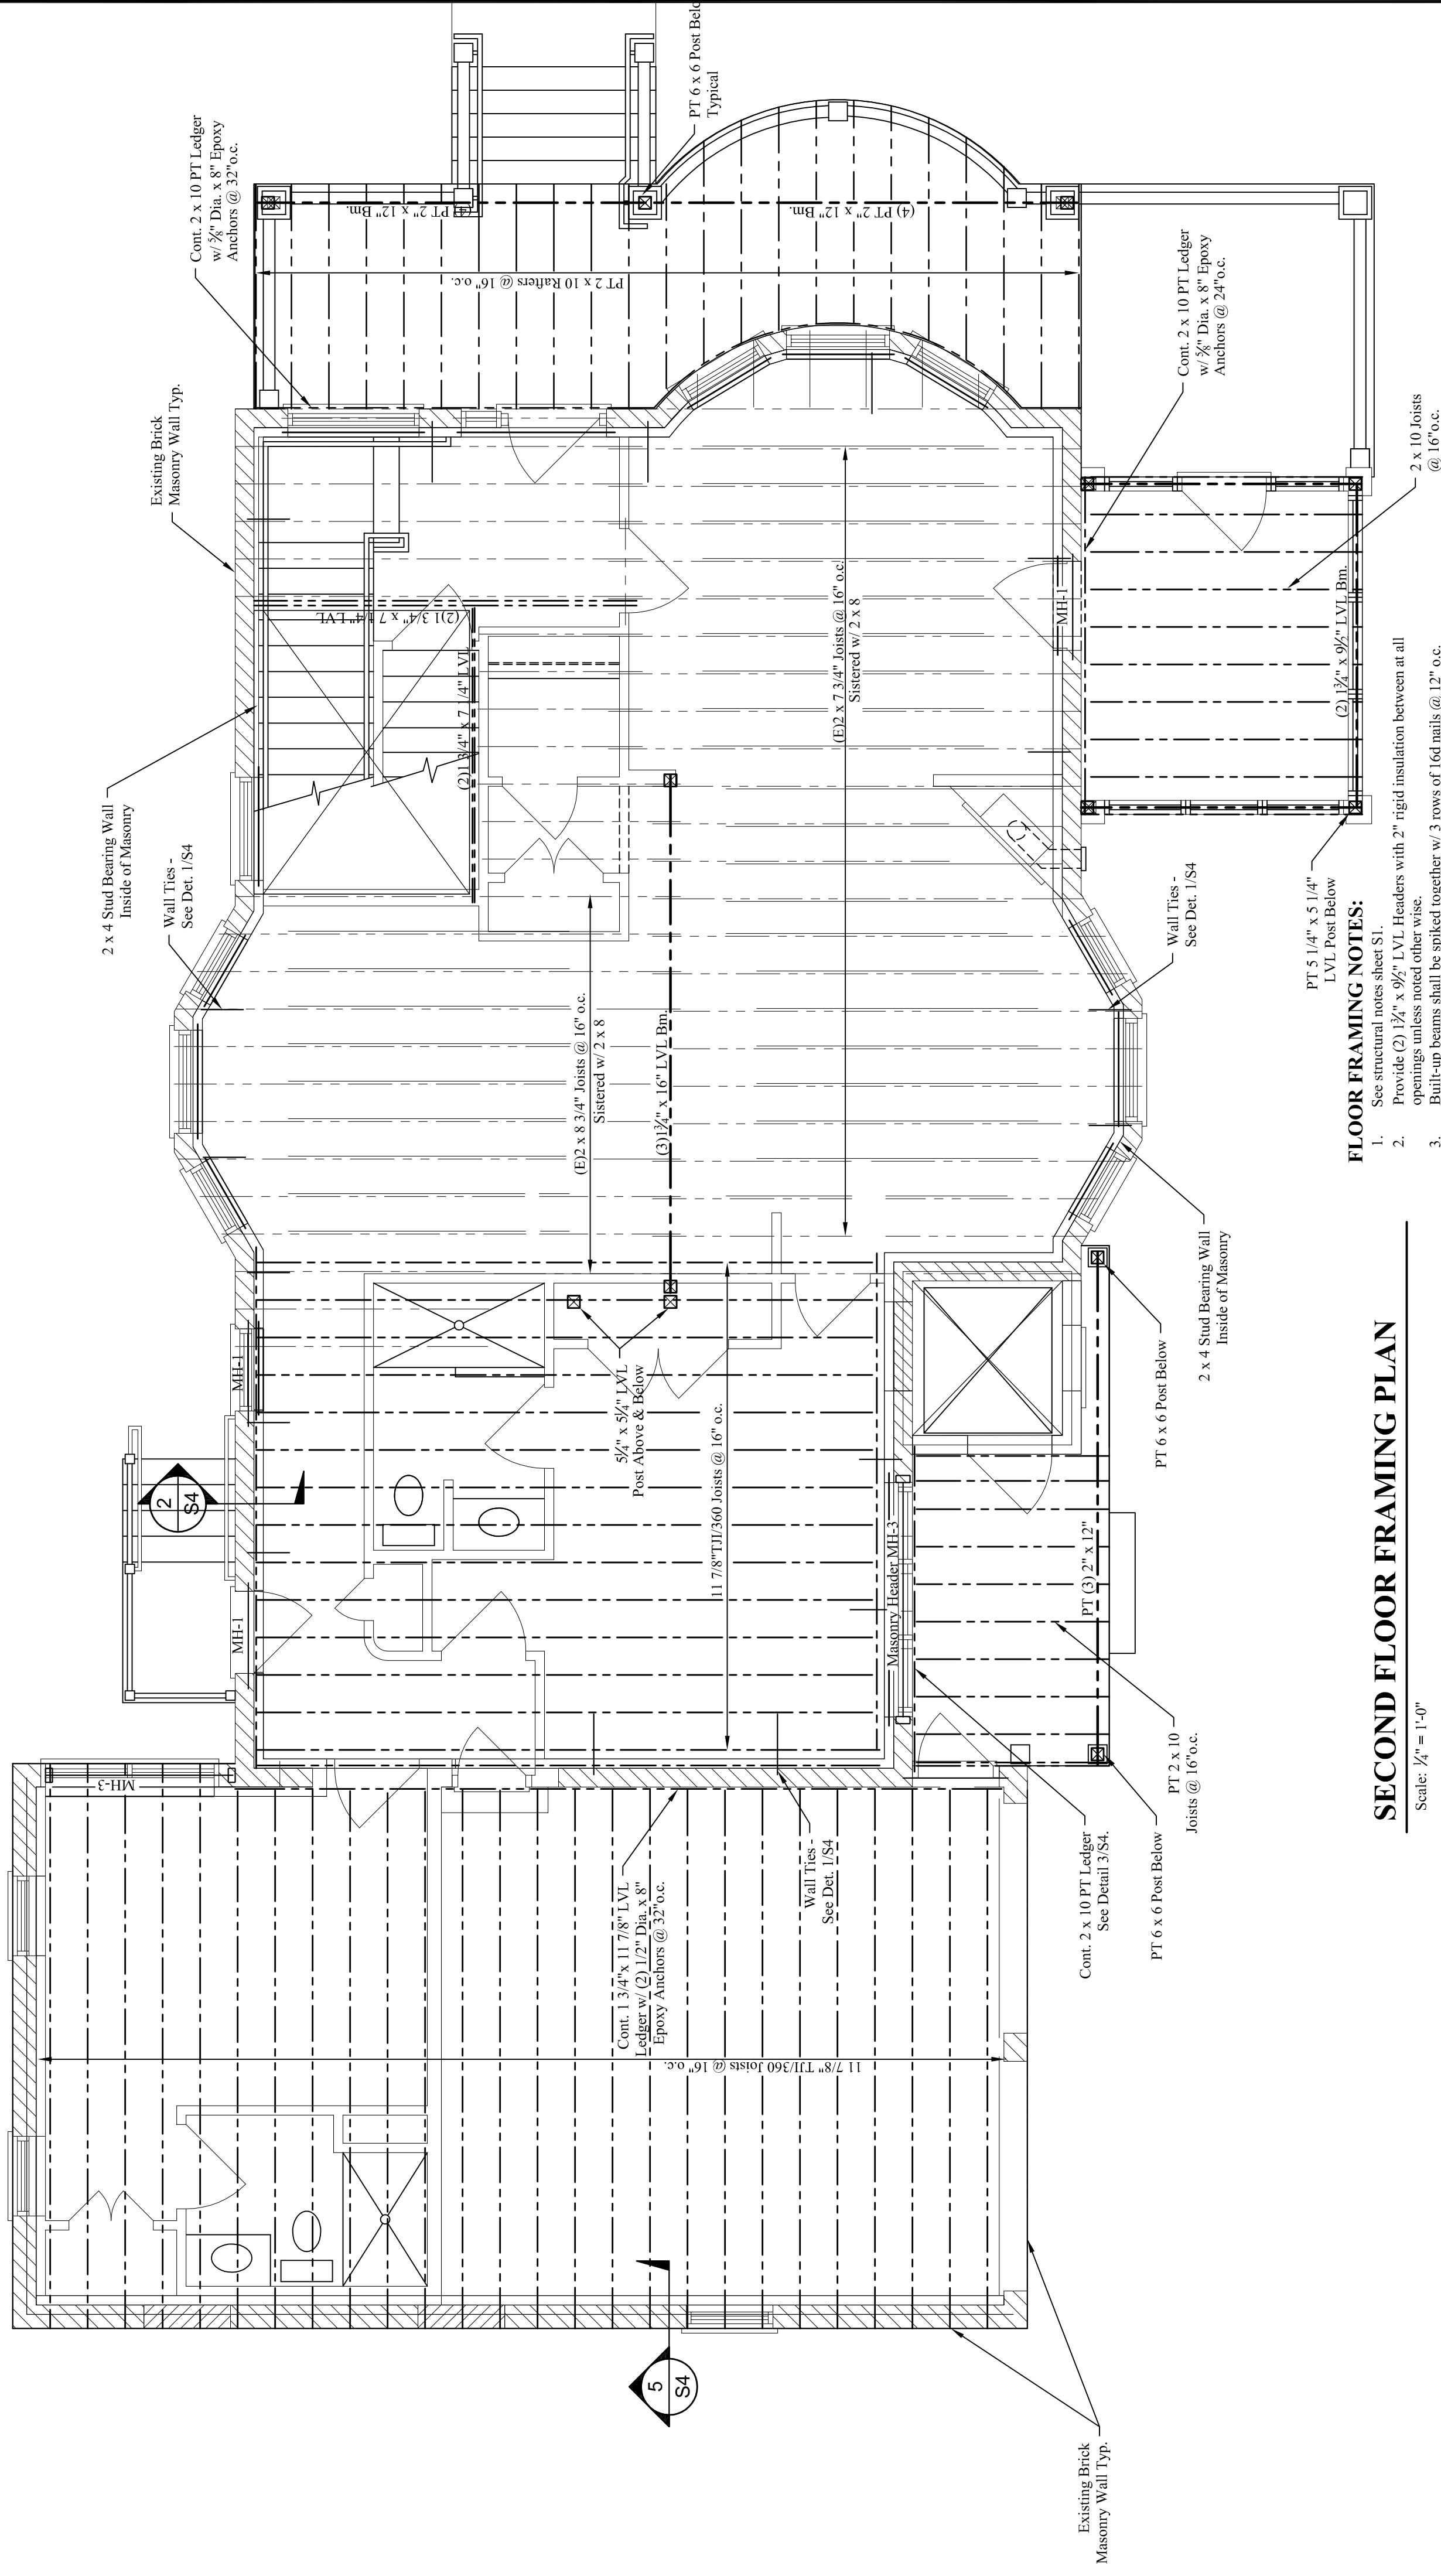 PT 6 x 6 Post Belo
Typical
Cont. 2 x 10 PT Ledger
w/ 5/8" Dia. x 8" Epoxy
Anchors @ 32"o.c.
(4) PT 2" x 12" Bm.
(4) PT 2" x 12" Bm.
PT 2 x 10 Rafters @ 16" o.c.
Existing Brick
Masonry Wall Typ.
Cont. 2 x 10 PT Ledger
w/ 5/8" Dia. x 8" Epoxy
Anchors @ 24"o.c.
2 x 10 Joists
@ 16"o.c.
(2)1 3/4" x 7 1/4" LVL
(2)1 3/4" x 7 1/4" LVL
(E)2 x 7 3/4" Joists @ 16" o.c.
Sistered w/ 2 x 8
MH-1
(2) 1¾" x 9½" LVL Bm.
2 x 4 Stud Bearing Wall
Inside of Masonry
Wall Ties -
See Det. 1/S4
Wall Ties -
See Det. 1/S4
PT 5 1/4" x 5 1/4"
LVL Post Below
FLOOR FRAMING NOTES:
1. See structural notes sheet S1.
2. Provide (2) 1¾" x 9½" LVL Headers with 2" rigid insulation between at all
openings unless noted other wise.
3. Built-up beams shall be spiked together w/ 3 rows of 16d nails @ 12" o.c.
(E)2 x 8 3/4" Joists @ 16" o.c.
Sistered w/ 2 x 8
(3)1¾" x 16" LVL Bm.
2 x 4 Stud Bearing Wall
Inside of Masonry
MH-1
5¼" x 5¼" LVL
Post Above & Below
11 7/8"TJI/360 Joists @ 16" o.c.
PT 6 x 6 Post Below
2
S4
MH-1
Masonry Header MH-3
PT (3) 2" x 12"
MH-3
PT 2 x 10
Joists @ 16"o.c.
Cont. 2 x 10 PT Ledger
See Detail 3/S4.
PT 6 x 6 Post Below
Cont. 1 3/4"x 11 7/8" LVL
Ledger w/ (2) 1/2" Dia. x 8"
Epoxy Anchors @ 32"o.c.
Wall Ties -
See Det. 1/S4
11 7/8" TJI/360 Joists @ 16" o.c.
5
S4
Existing Brick
Masonry Wall Typ.
SECOND FLOOR FRAMING PLAN
Scale: ¼" = 1'-0"